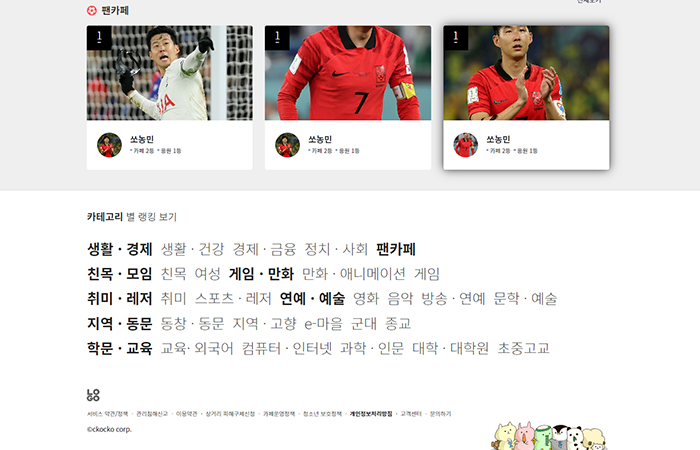 팬카페
1
1
1
7
쏘농민
카페 2등 응원 1등
쏘농민
카페 2등 응원 1등
쏘농민
카페 2등 응원 1등
카테고리 별 랭킹 보기
생활 · 경제 생활 · 건강 경제 · 금융 정치 · 사회 팬카페
친목 · 모임 친목 여성 게임 · 만화 만화 · 애니메이션 게임
취미 · 레저 취미 스포츠 · 레저 연예 · 예술 영화 음악 방송 · 연예 문학 · 예술
지역 · 동문 동창 · 동문 지역 · 고향 e-마을 군대 종교
학문 · 교육 교육 · 외국어 컴퓨터 · 인터넷 과학 · 인문 대학 · 대학원 초중고교
LOGO
서비스 약관/정책 · 권리침해신고 · 이용약관 · 상거리 피해구제신청 · 카페운영정책 · 청소년 보호정책 · 개인정보처리방침 · 고객센터 · 문의하기
©ckocko corp.